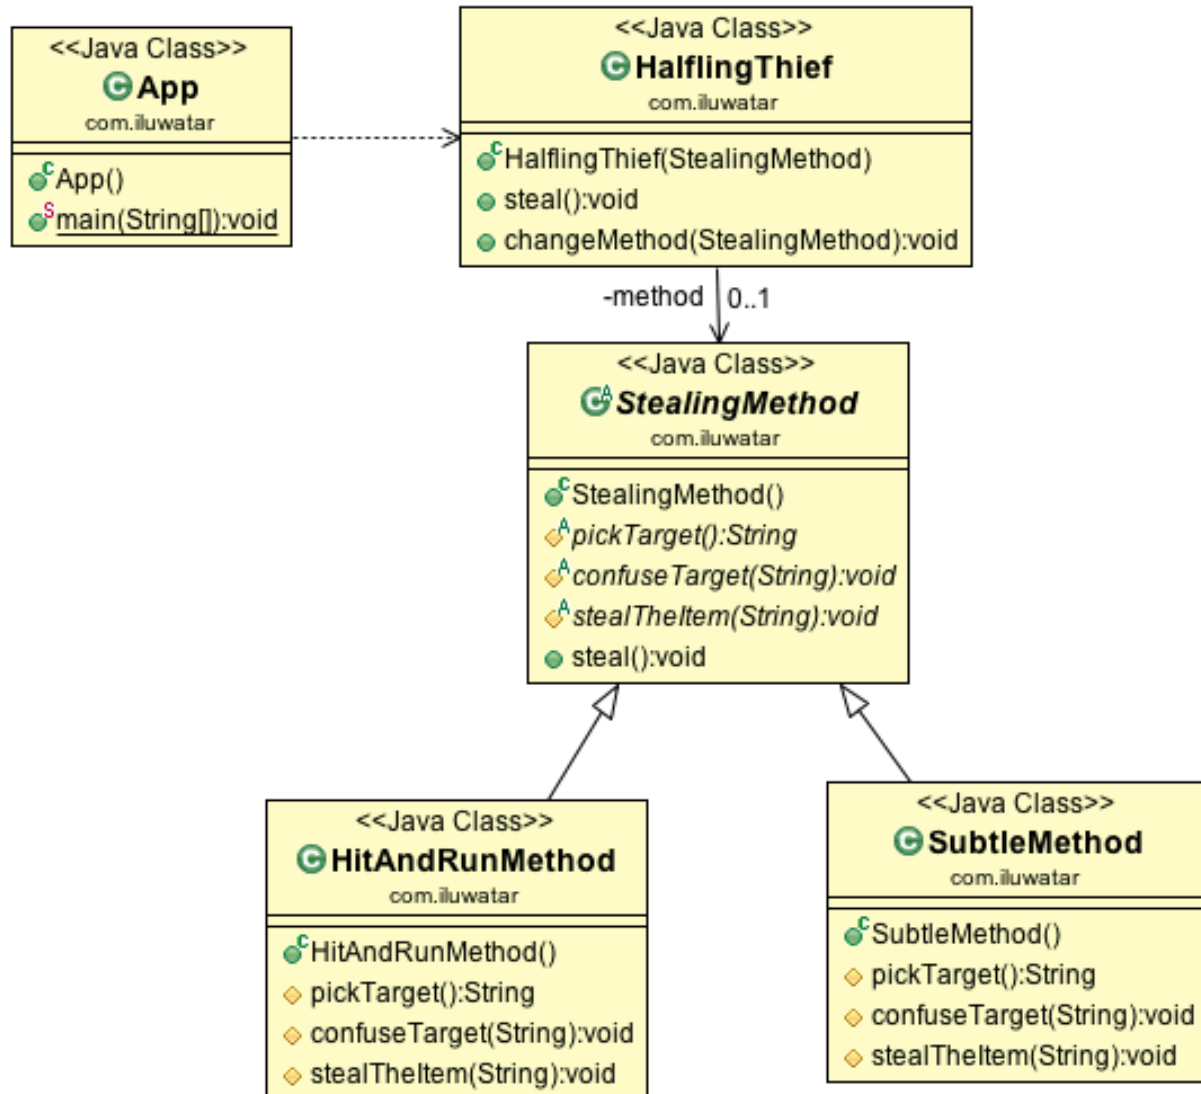 <<Java Class>>
App
com.iluwatar
App()
main(String[]):void
<<Java Class>>
HalflingThief
com.iluwatar
HalflingThief(StealingMethod)
steal():void
changeMethod(StealingMethod):void
-method 0..1
<<Java Class>>
StealingMethod
com.iluwatar
StealingMethod()
pickTarget():String
confuseTarget(String):void
stealTheItem(String):void
steal():void
<<Java Class>>
HitAndRunMethod
com.iluwatar
HitAndRunMethod()
pickTarget():String
confuseTarget(String):void
stealTheItem(String):void
<<Java Class>>
SubtleMethod
com.iluwatar
SubtleMethod()
pickTarget():String
confuseTarget(String):void
stealTheItem(String):void